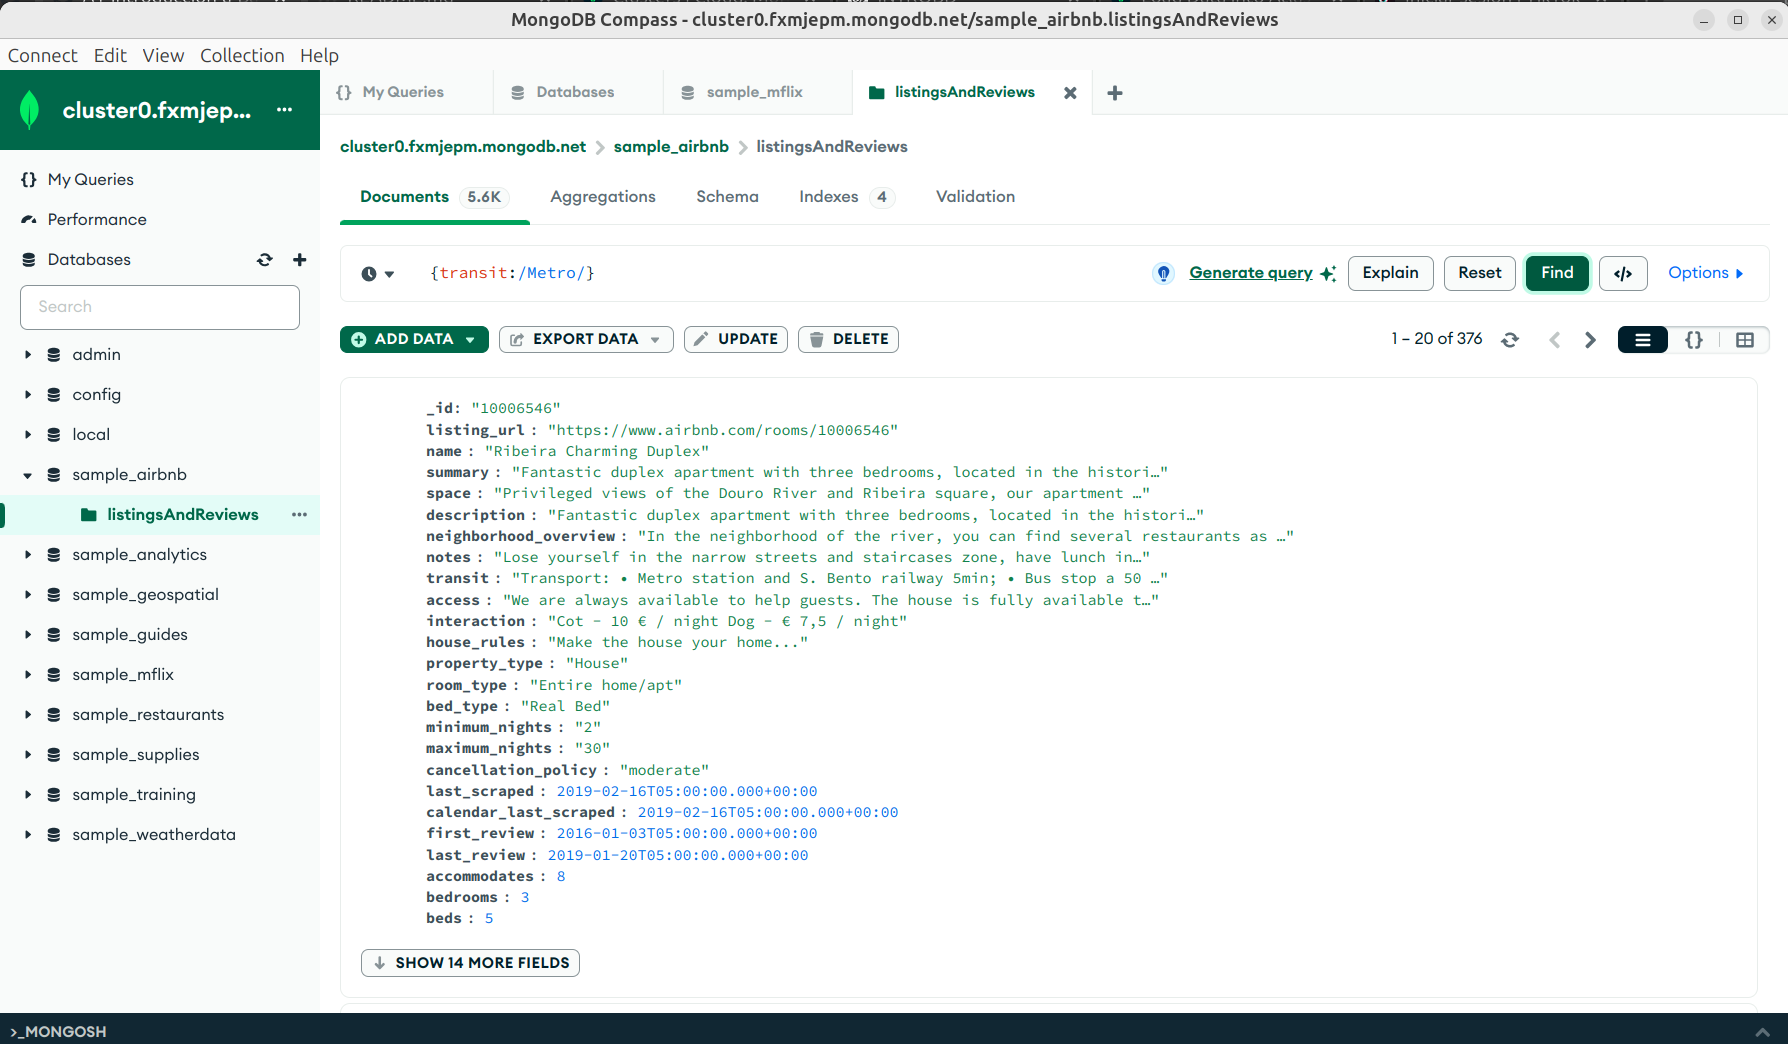 MongoDB Compass - cluster0.fxmjepm.mongodb.net/sample_airbnb.listingsAndReviews
Connect Edit View Collection Help
cluster0.fxmjep... ...
{} My Queries
Performance
Databases
Search
admin
config
local
sample_airbnb
listingsAndReviews ...
sample_analytics
sample_geospatial
sample_guides
sample_mflix
sample_restaurants
sample_supplies
sample_training
sample_weatherdata
{} My Queries Databases sample_mflix listingsAndReviews
cluster0.fxmjepm.mongodb.net > sample_airbnb > listingsAndReviews
Documents 5.6K Aggregations Schema Indexes 4 Validation
{transit:/Metro/} Generate query Explain Reset Find </> Options
ADD DATA EXPORT DATA UPDATE DELETE 1 – 20 of 376 {}
_id: "10006546"
listing_url : "https://www.airbnb.com/rooms/10006546"
name : "Ribeira Charming Duplex"
summary : "Fantastic duplex apartment with three bedrooms, located in the histori…"
space : "Privileged views of the Douro River and Ribeira square, our apartment …"
description : "Fantastic duplex apartment with three bedrooms, located in the histori…"
neighborhood_overview : "In the neighborhood of the river, you can find several restaurants as …"
notes : "Lose yourself in the narrow streets and staircases zone, have lunch in…"
transit : "Transport: • Metro station and S. Bento railway 5min; • Bus stop a 50 …"
access : "We are always available to help guests. The house is fully available t…"
interaction : "Cot - 10 € / night Dog - € 7,5 / night"
house_rules : "Make the house your home..."
property_type : "House"
room_type : "Entire home/apt"
bed_type : "Real Bed"
minimum_nights : "2"
maximum_nights : "30"
cancellation_policy : "moderate"
last_scraped : 2019-02-16T05:00:00.000+00:00
calendar_last_scraped : 2019-02-16T05:00:00.000+00:00
first_review : 2016-01-03T05:00:00.000+00:00
last_review : 2019-01-20T05:00:00.000+00:00
accommodates : 8
bedrooms : 3
beds : 5
SHOW 14 MORE FIELDS
>_MONGOSH